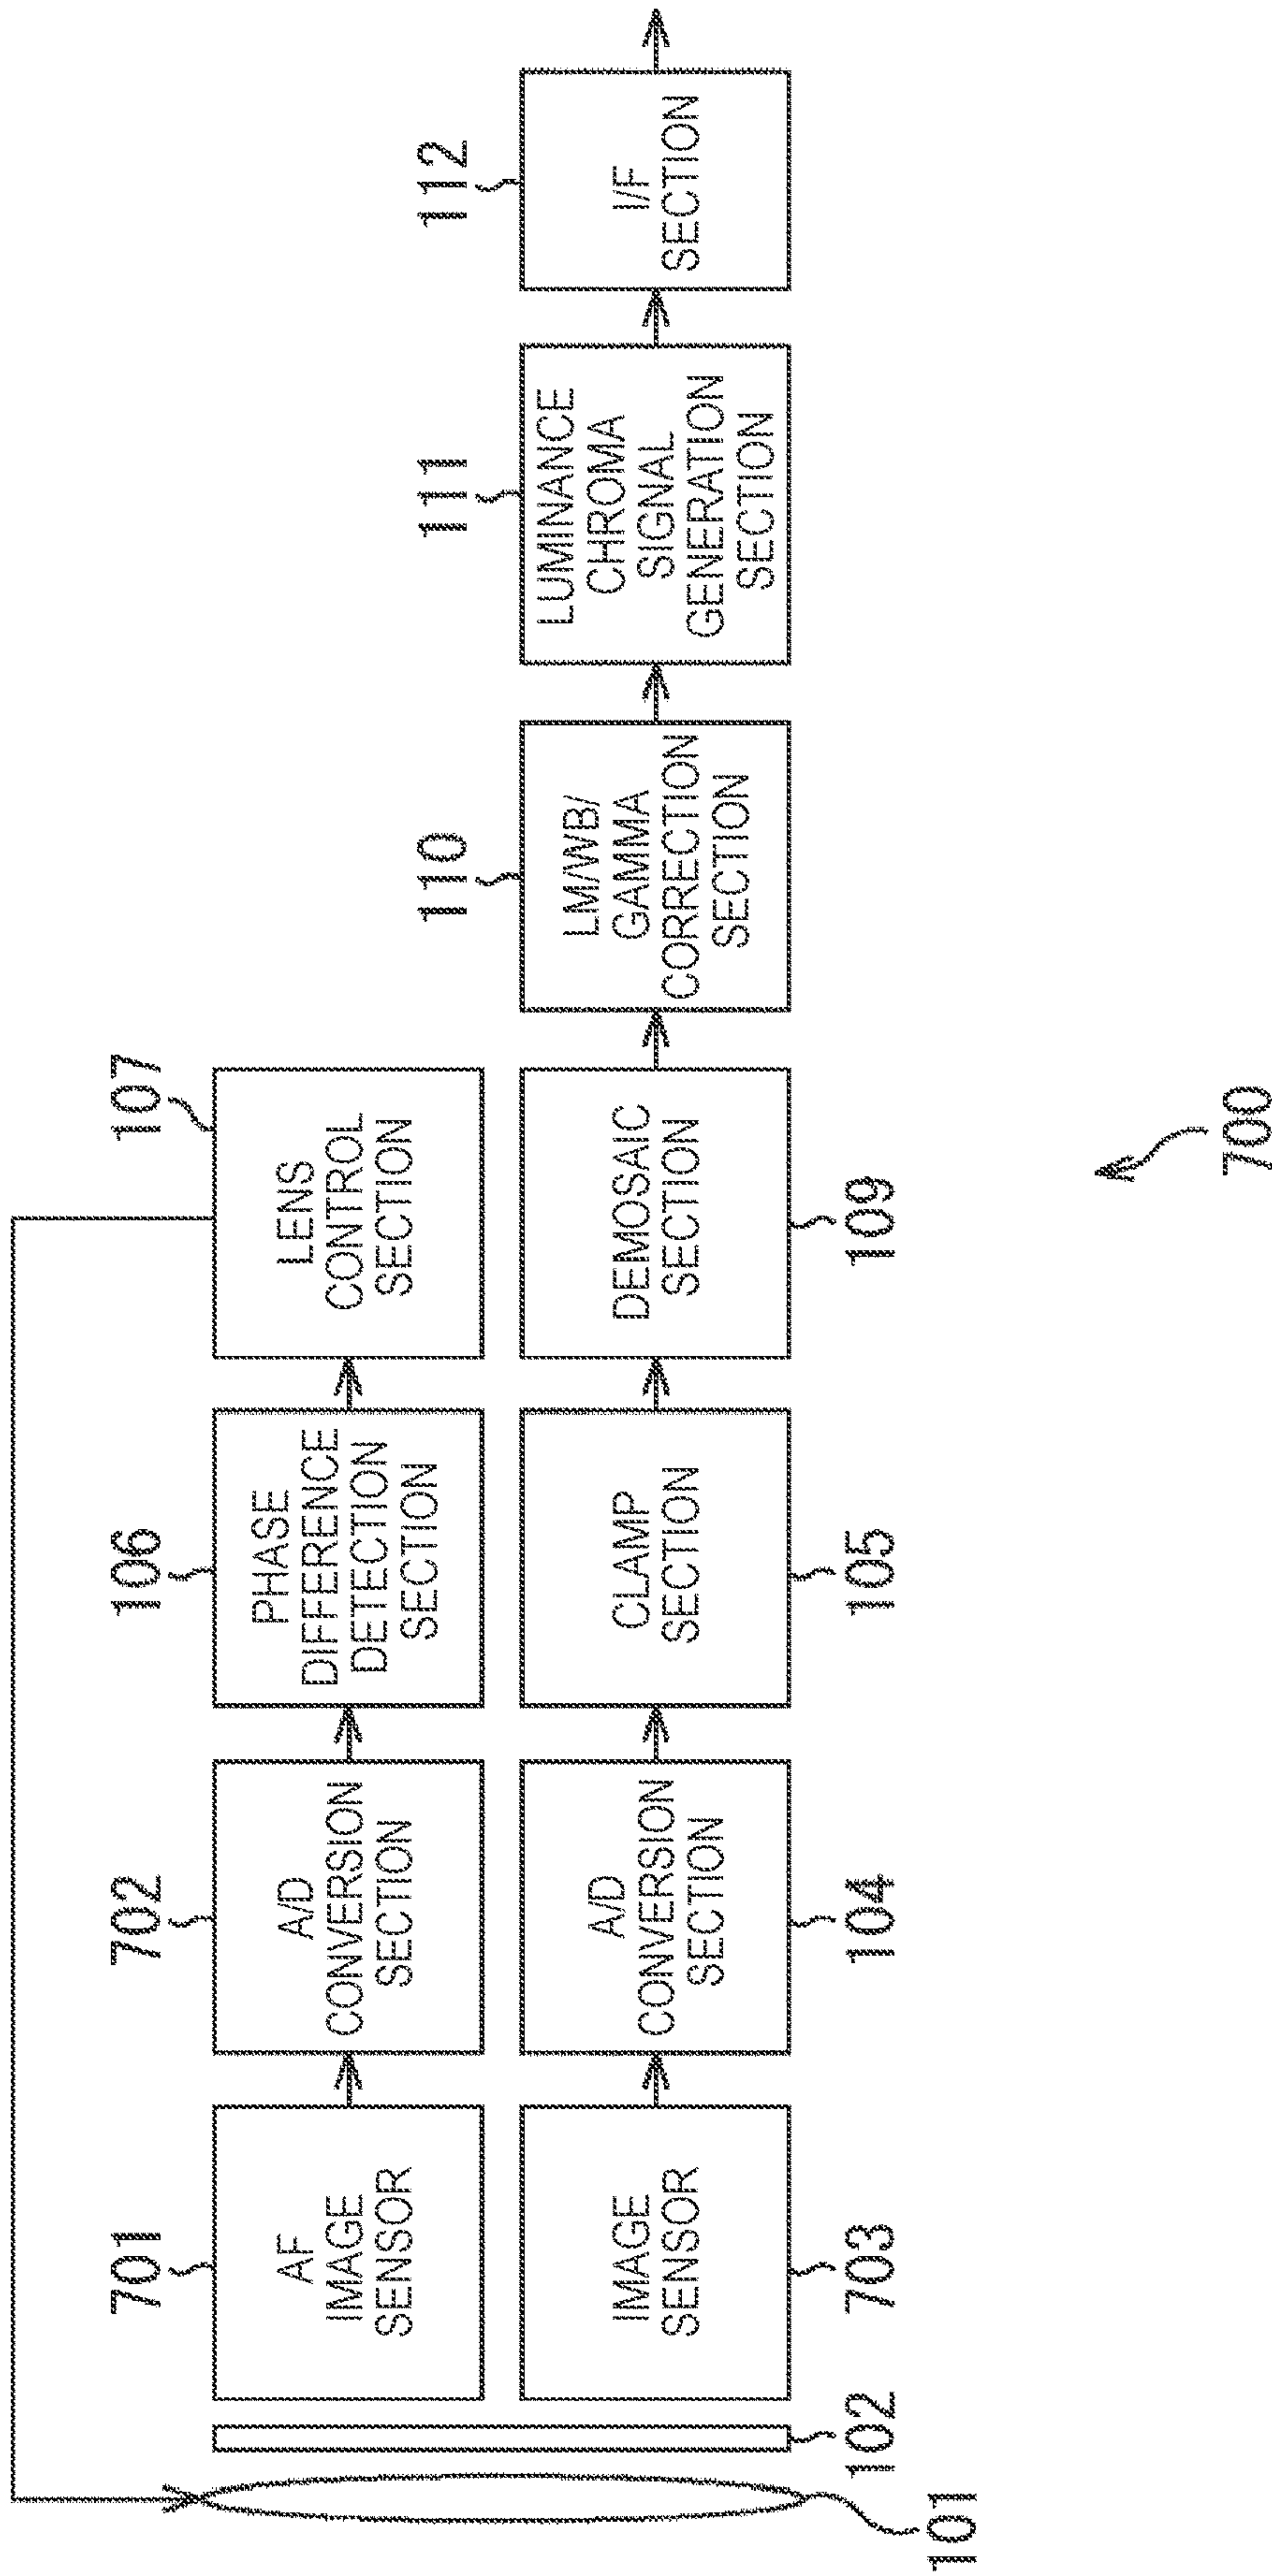 107
106
702
701
LENS
CONTROL
SECTION
PHASE
DIFFERENCE
DETECTION
SECTION
A/D
CONVERSION
SECTION
AF
IMAGE
SENSOR
112
111
110
I/F
SECTION
LUMINANCE
CHROMA
SIGNAL
GENERATION
SECTION
LM/WB/
GAMMA
CORRECTION
SECTION
DEMOSAIC
SECTION
CLAMP
SECTION
A/D
CONVERSION
SECTION
IMAGE
SENSOR
109
105
104
703
102
101
700